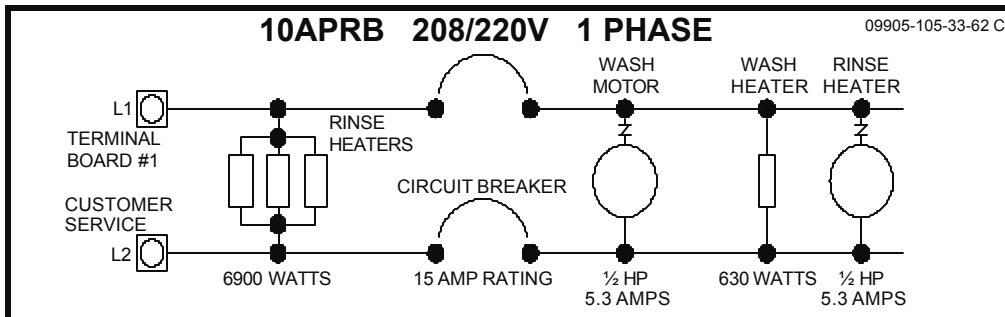 10APRB 208/220V 1 PHASE
09905-105-33-62 C
WASH
MOTOR
WASH
HEATER
RINSE
HEATER
L1
TERMINAL
BOARD #1
RINSE
HEATERS
CIRCUIT BREAKER
CUSTOMER
SERVICE
L2
6900 WATTS
15 AMP RATING
½ HP
5.3 AMPS
630 WATTS
½ HP
5.3 AMPS